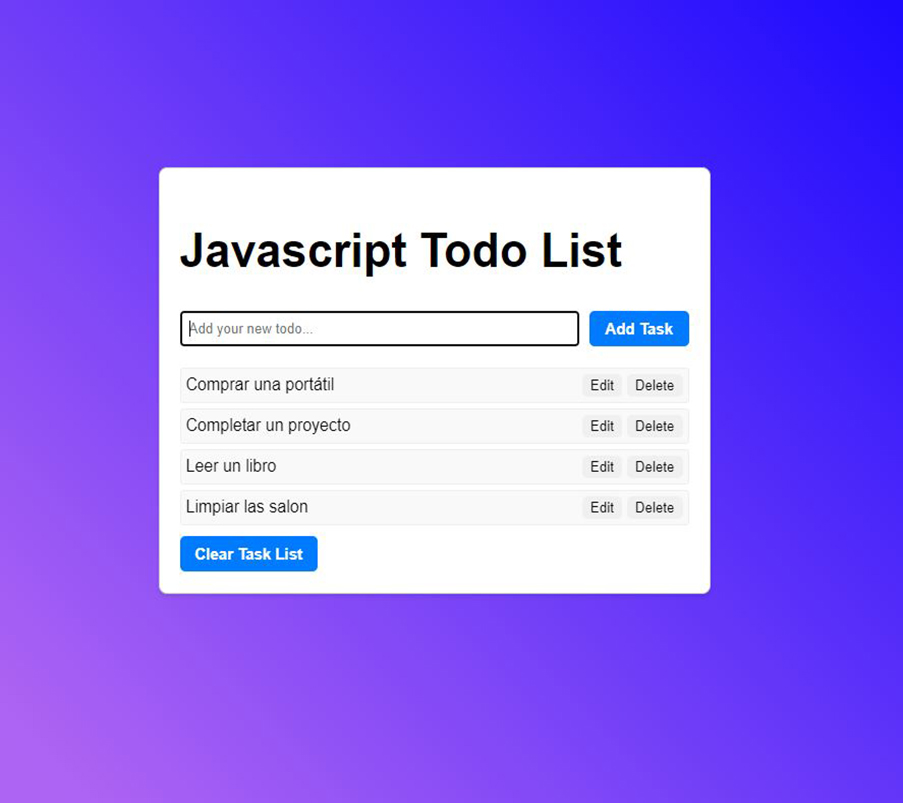 Javascript Todo List
Add your new todo... Add Task
Comprar una portátil Edit Delete
Completar un proyecto Edit Delete
Leer un libro Edit Delete
Limpiar las salon Edit Delete
Clear Task List